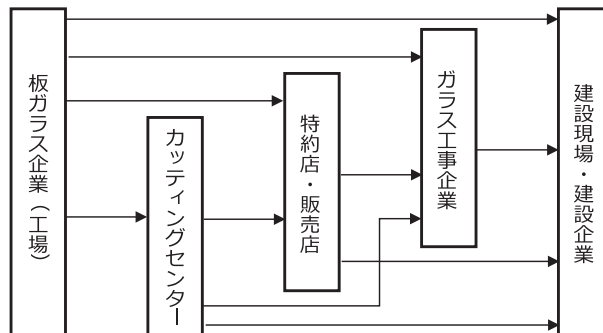 板ガラス企業（工場）
カッティングセンター
特約店・販売店
ガラス工事企業
建設現場・建設企業